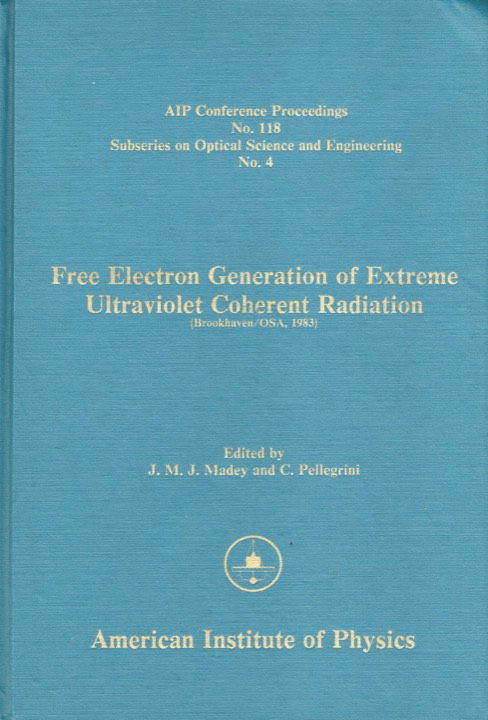 AIP Conference Proceedings
No. 118
Subseries on Optical Science and Engineering
No. 4
Free Electron Generation of Extreme
Ultraviolet Coherent Radiation
(Brookhaven/OSA, 1983)
Edited by
J. M. J. Madey and C. Pellegrini
American Institute of Physics